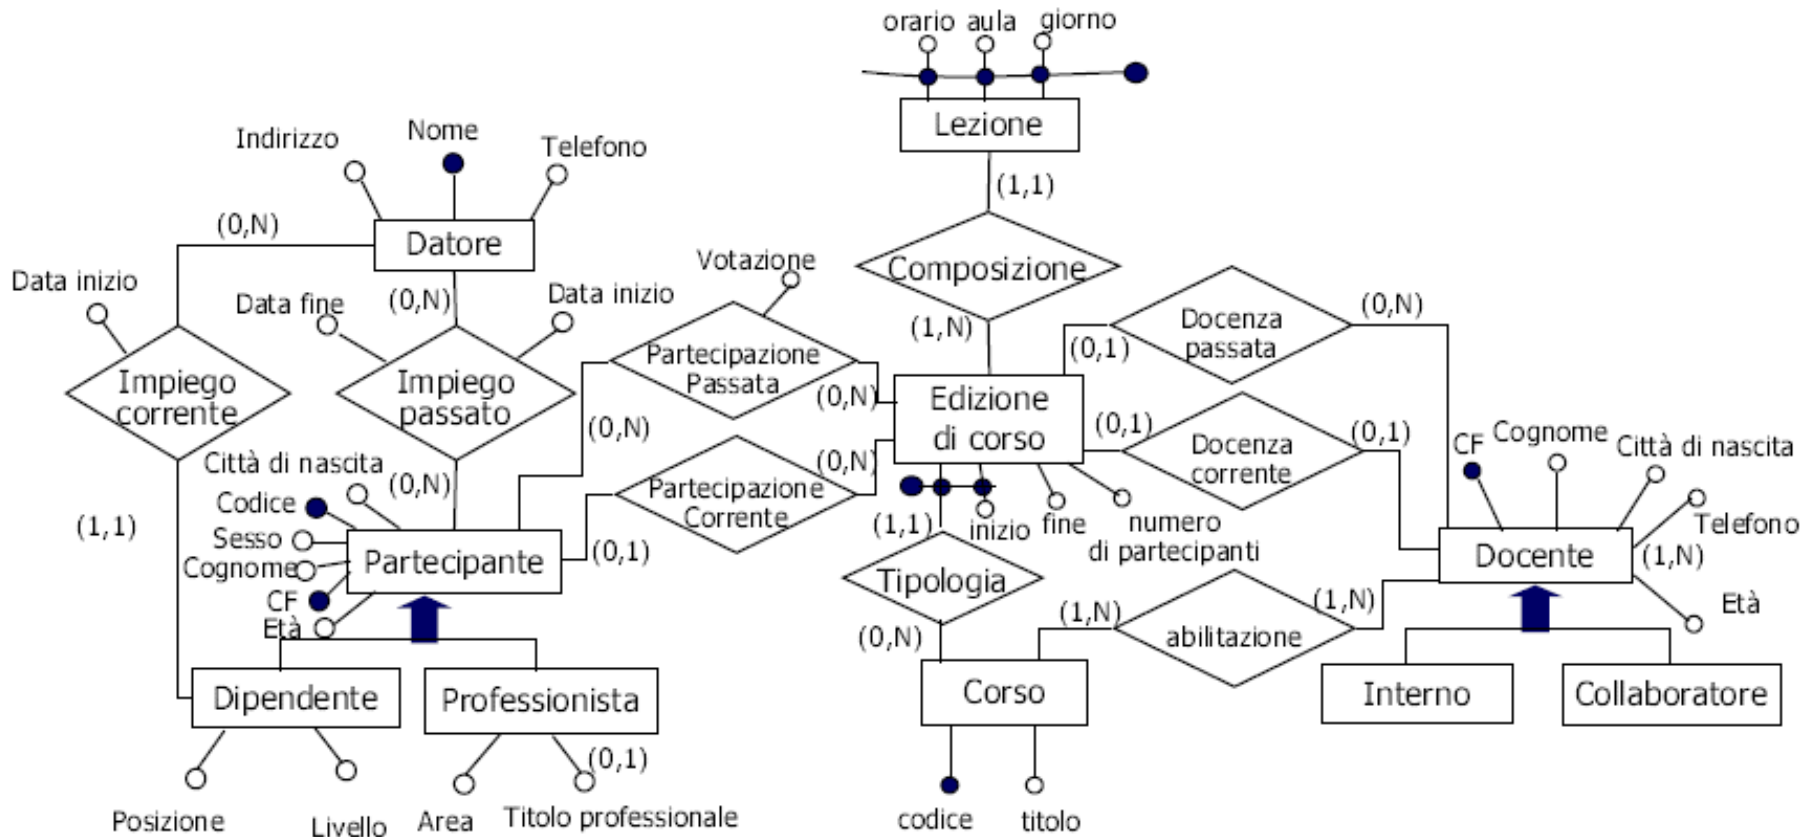 orario aula giorno
Lezione
(1,1)
Composizione
(1,N)
Indirizzo
Nome
Telefono
(0,N)
Datore
Data inizio
Data fine
(0,N)
Data inizio
Impiego
corrente
Impiego
passato
(0,N)
(1,1)
Votazione
Partecipazione
Passata
(0,N)
(0,N)
Partecipazione
Corrente
(0,N)
(0,1)
Edizione
di corso
Docenza
passata
(0,1)
(0,N)
Docenza
corrente
(0,1)
(0,1)
inizio
fine
numero
di partecipanti
(1,1)
Tipologia
(0,N)
Città di nascita
Codice
Sesso
Cognome
CF
Età
Partecipante
Dipendente
Professionista
Posizione
Livello
Area
(0,1)
Titolo professionale
Corso
codice
titolo
(1,N)
abilitazione
(1,N)
CF
Cognome
Città di nascita
Telefono
(1,N)
Età
Docente
Interno
Collaboratore